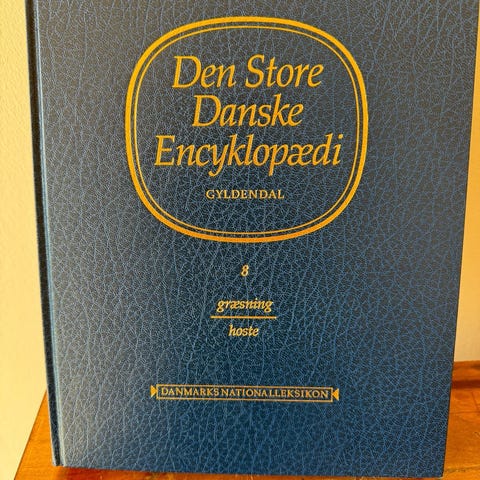 Den Store
Danske
Encyklopædi
GYLDENDAL
8
græsning
hoste
DANMARKS NATIONALLEKSIKON